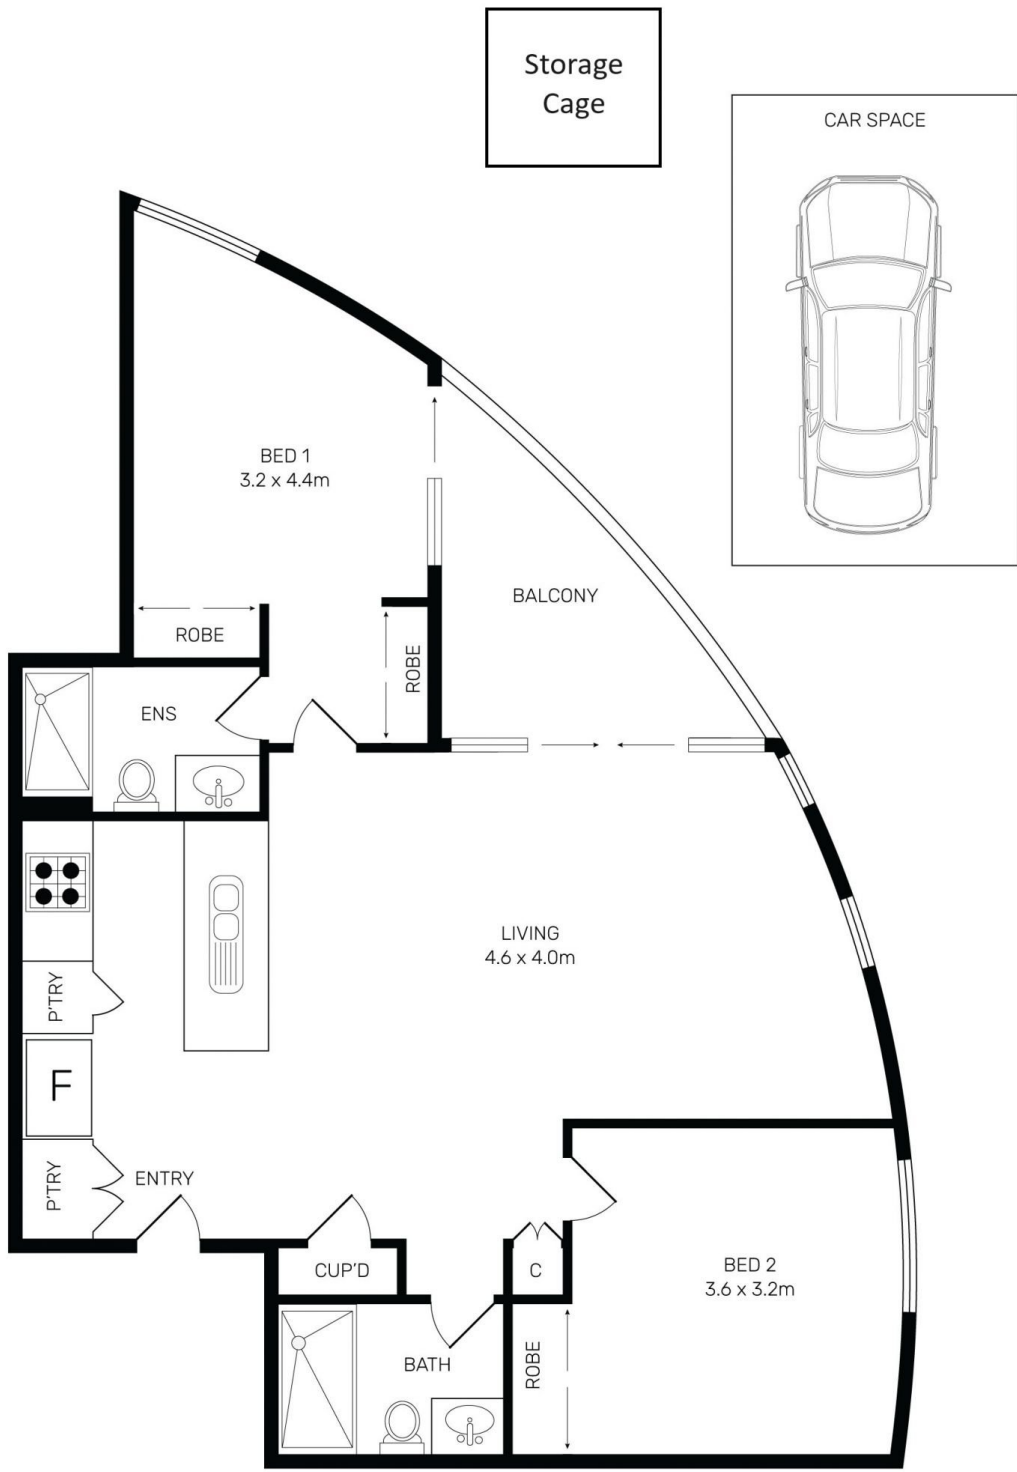 Storage
Cage
CAR SPACE
BED 1
3.2 x 4.4m
BALCONY
ROBE
ROBE
ENS
LIVING
4.6 x 4.0m
P'TRY
F
P'TRY
ENTRY
CUP'D
C
BED 2
3.6 x 3.2m
BATH
ROBE